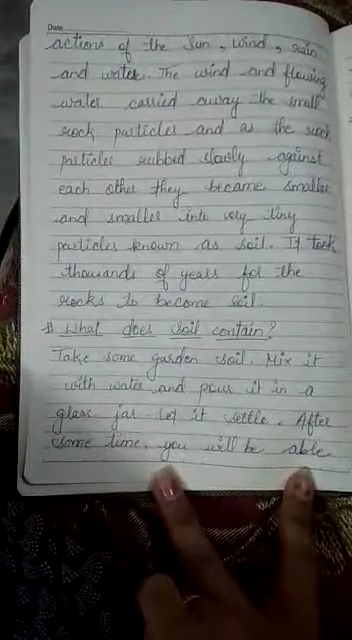 Date
actions of the Sun, wind, rain
and water. The wind and flowing
water carried away the small
rock particles and as the rock
particles rubbed slowly against
each other they became smaller
and smaller into very tiny
particles known as soil. It took
thousands of years for the
rocks to become soil.
# What does soil contain?
Take some garden soil. Mix it
with water and pour it in a
glass jar Let it settle. After
some time, you will be able